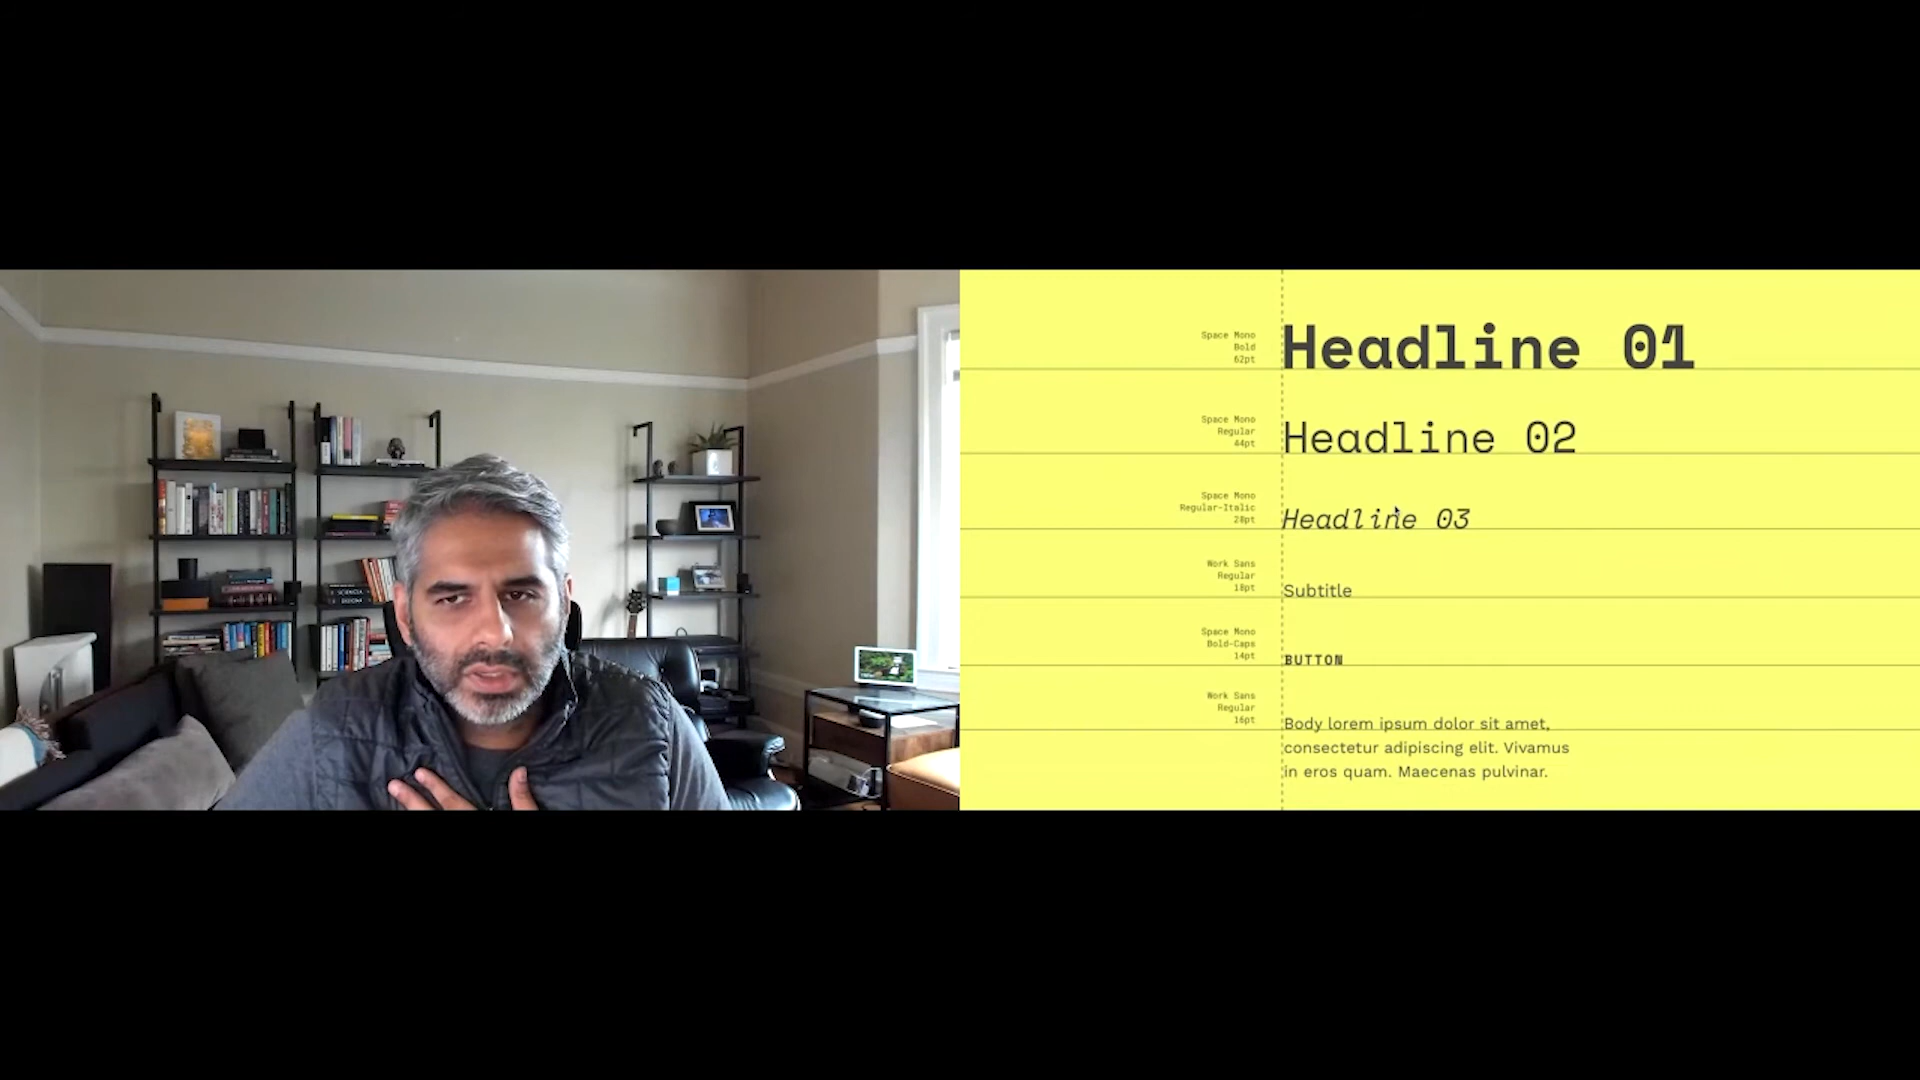 Space Mono
Bold
62pt
Headline 01
Space Mono
Regular
44pt
Headline 02
Space Mono
Regular-Italic
28pt
Headline 03
Work Sans
Regular
18pt
Subtitle
Space Mono
Bold-Caps
14pt
BUTTON
Work Sans
Regular
16pt
Body lorem ipsum dolor sit amet,
consectetur adipiscing elit. Vivamus
in eros quam. Maecenas pulvinar.